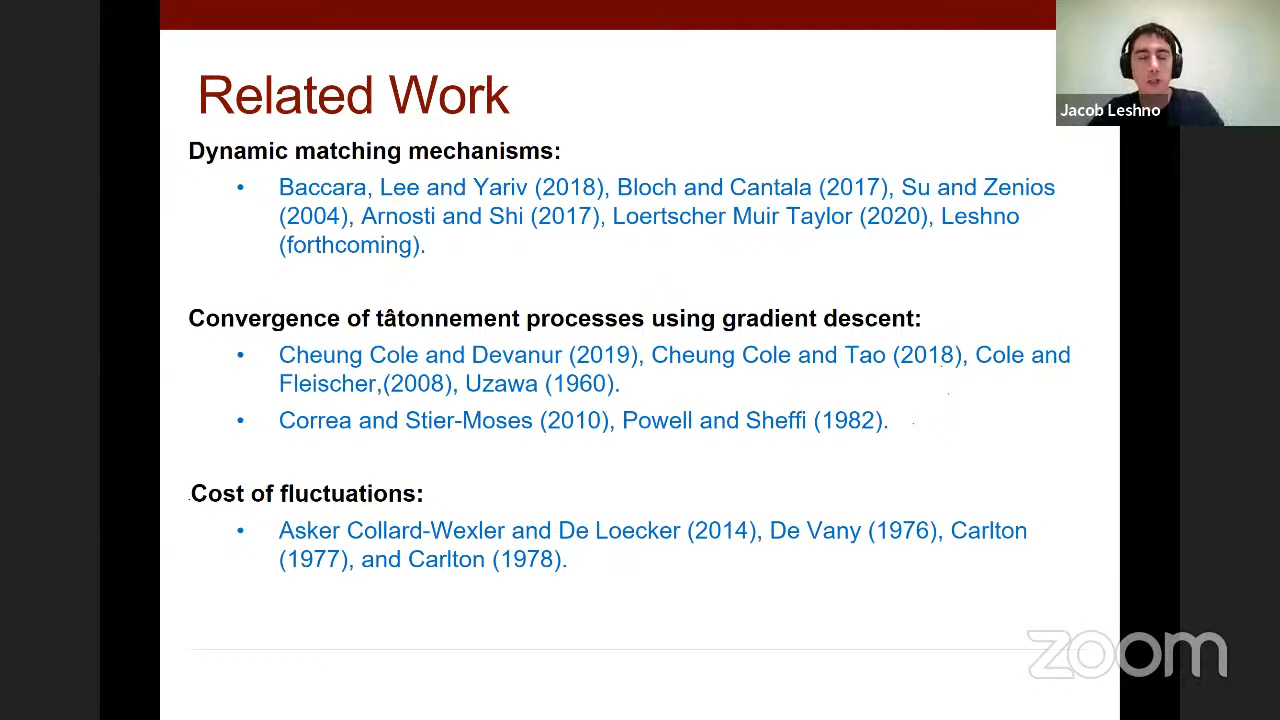 Related Work
Jacob Leshno
Dynamic matching mechanisms:
• Baccara, Lee and Yariv (2018), Bloch and Cantala (2017), Su and Zenios
(2004), Arnosti and Shi (2017), Loertscher Muir Taylor (2020), Leshno
(forthcoming).
Convergence of tâtonnement processes using gradient descent:
• Cheung Cole and Devanur (2019), Cheung Cole and Tao (2018), Cole and
Fleischer,(2008), Uzawa (1960).
• Correa and Stier-Moses (2010), Powell and Sheffi (1982).
Cost of fluctuations:
• Asker Collard-Wexler and De Loecker (2014), De Vany (1976), Carlton
(1977), and Carlton (1978).
zoom